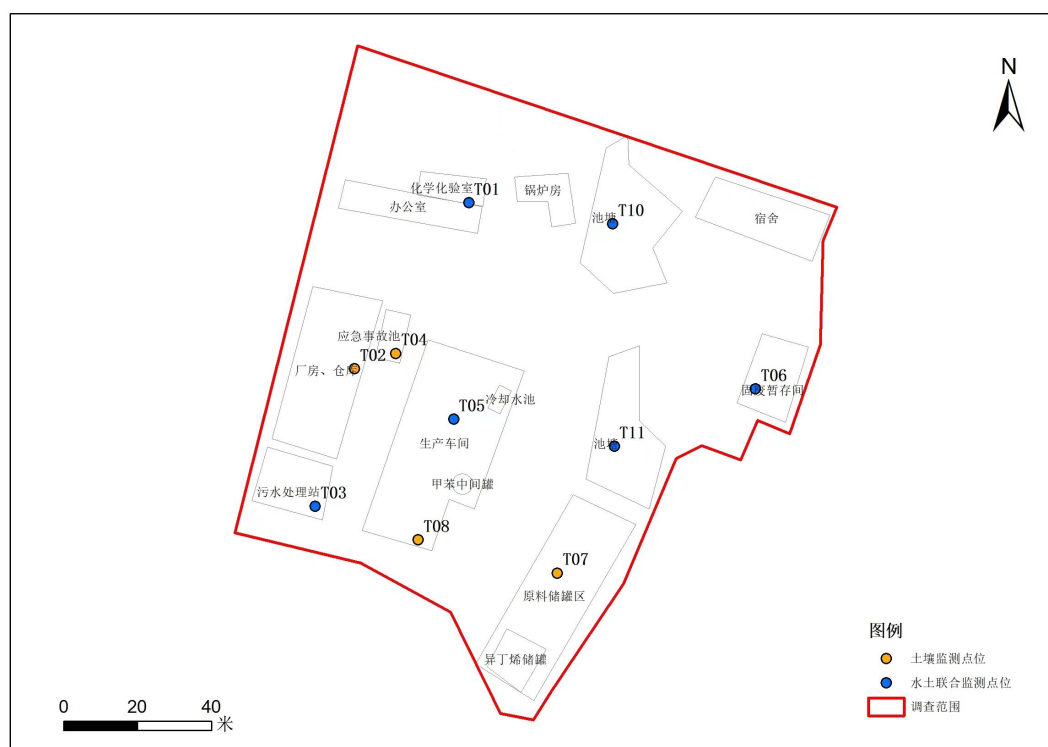 N
化学化验室
T01
办公室
锅炉房
池塘
T10
宿舍
应急事故池
T04
T02
厂房、仓库
T05
冷却水池
生产车间
T06
固废暂存间
T11
池塘
甲苯中间罐
污水处理站
T03
T08
T07
原料储罐区
异丁烯储罐
图例
土壤监测点位
水土联合监测点位
调查范围
0 20 40
米